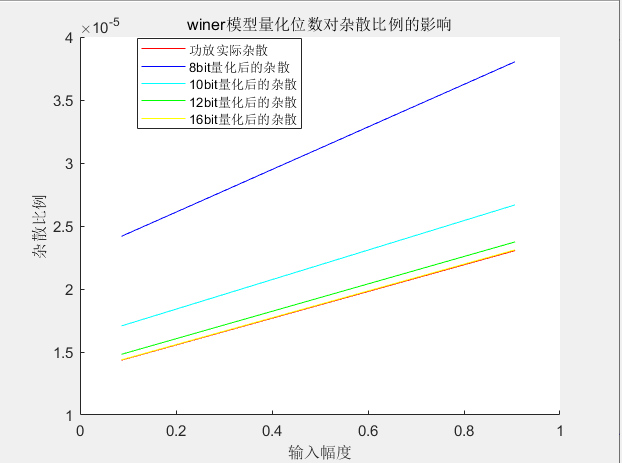 ×10⁻⁵
winer模型量化位数对杂散比例的影响
4
3.5
3
2.5
2
1.5
1
功放实际杂散
8bit量化后的杂散
10bit量化后的杂散
12bit量化后的杂散
16bit量化后的杂散
杂散比例
0 0.2 0.4 0.6 0.8 1
输入幅度